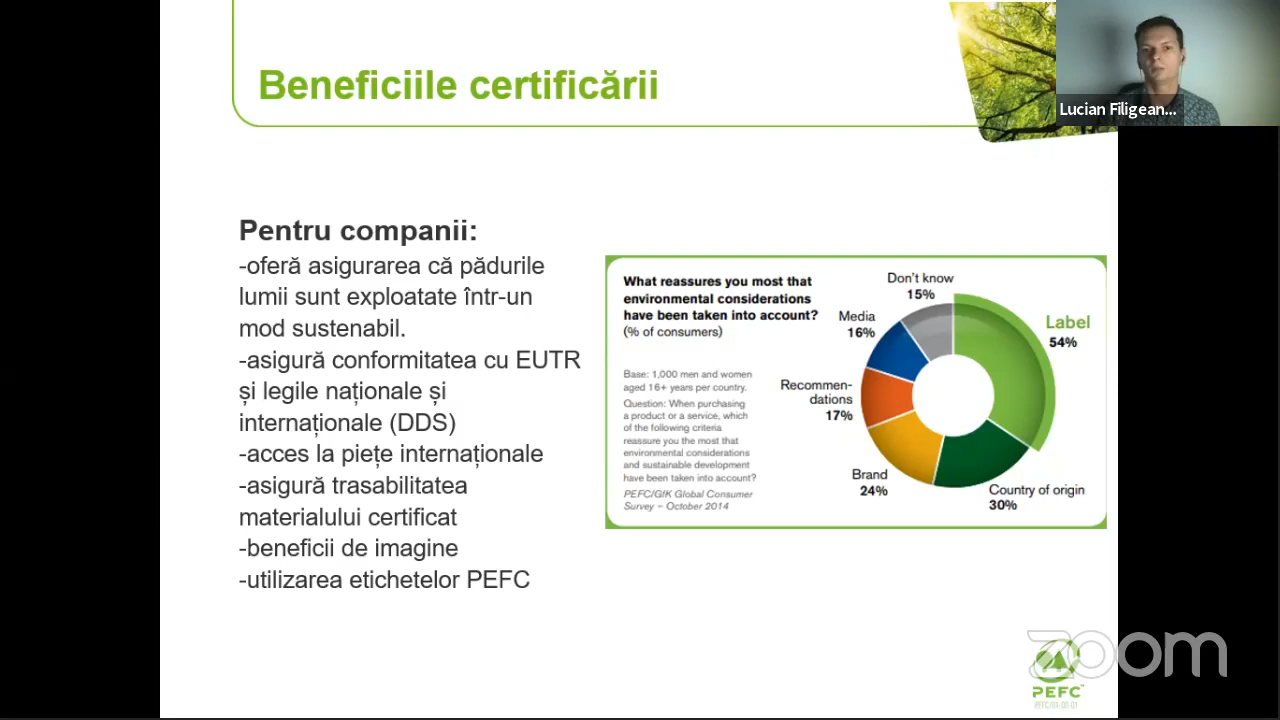 Beneficiile certificării
Lucian Filigean...
Pentru companii:
-oferă asigurarea că pădurile
lumii sunt exploatate într-un
mod sustenabil.
-asigură conformitatea cu EUTR
și legile naționale și
internaționale (DDS)
-acces la piețe internaționale
-asigură trasabilitatea
materialului certificat
-beneficii de imagine
-utilizarea etichetelor PEFC
What reassures you most that
environmental considerations
have been taken into account?
(% of consumers)
Base: 1,000 men and women
aged 16+ years per country.
Question: When purchasing
a product or a service, which
of the following criteria
reassure you the most that
environmental considerations
and sustainable development
have been taken into account?
PEFC/GfK Global Consumer
Survey – October 2014
Don't know
15%
Label
54%
Media
16%
Recommen-
dations
17%
Brand
24%
Country of origin
30%
zoom
PEFC™